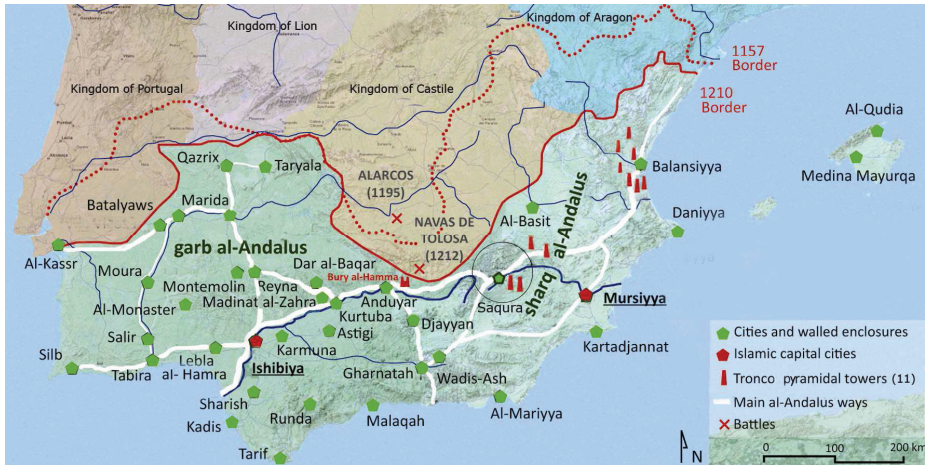 Kingdom of Lion
Kingdom of Aragon
Kingdom of Portugal
Kingdom of Castile
1157
Border
1210
Border
Al-Qudia
Medina Mayurqa
Qazrix
Taryala
ALARCOS
(1195)
Balansiyya
Batalyaws
Marida
NAVAS DE
TOLOSA
(1212)
Al-Basit
sharq al-Andalus
Daniyya
Al-Kassr
garb al-Andalus
Moura
Montemolin
Reyna
Dar al-Baqar
Bury al-Hamma
Madinat al-Zahra
Kurtuba
Anduyar
Saqura
Mursiyya
Al-Monaster
Astigi
Djayyan
Kartadjannat
Salir
Silb
Tabira
Lebla
al- Hamra
Karmuna
Ishibiya
Gharnatah
Wadis-Ash
Sharish
Kadis
Runda
Malaqah
Al-Mariyya
Tarif
Cities and walled enclosures
Islamic capital cities
Tronco pyramidal towers (11)
Main al-Andalus ways
Battles
N
0 100 200 km